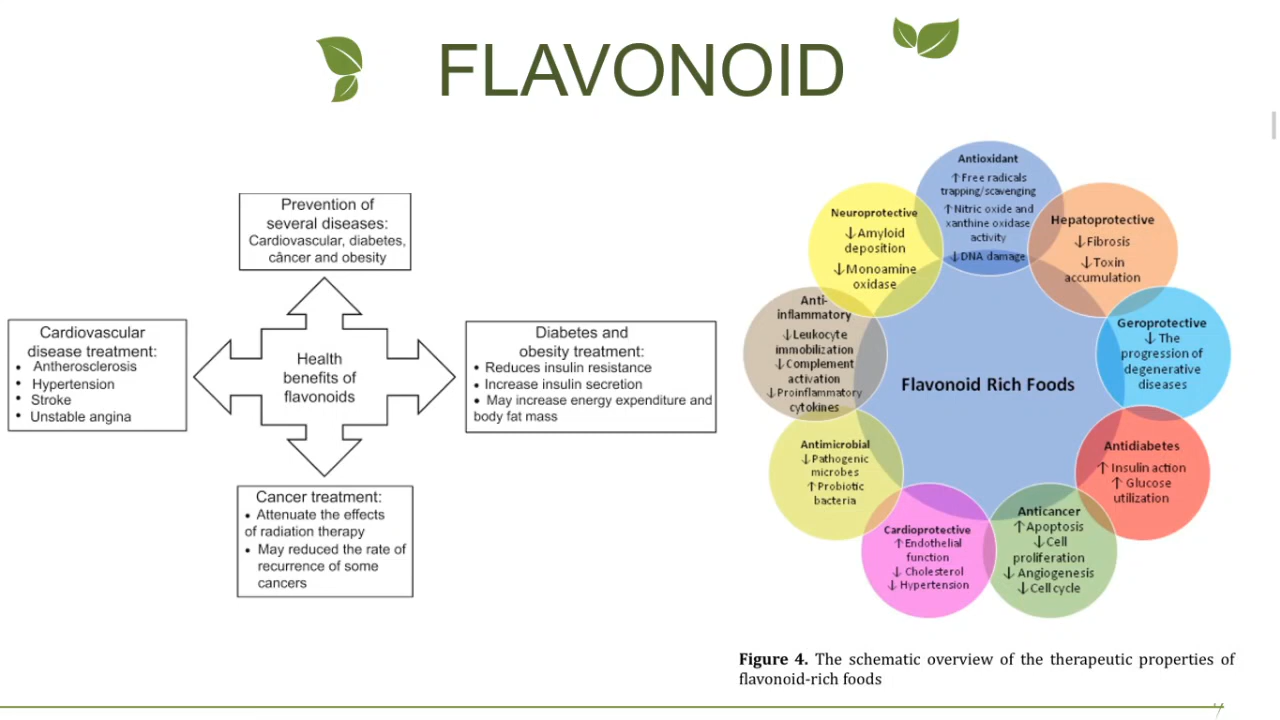 FLAVONOID
Prevention of
several diseases:
Cardiovascular, diabetes,
câncer and obesity
Cardiovascular
disease treatment:
• Antherosclerosis
• Hypertension
• Stroke
• Unstable angina
Health
benefits of
flavonoids
Diabetes and
obesity treatment:
• Reduces insulin resistance
• Increase insulin secretion
• May increase energy expenditure and
body fat mass
Cancer treatment:
• Attenuate the effects
of radiation therapy
• May reduced the rate of
recurrence of some
cancers
Antioxidant
↑Free radicals
trapping/scavenging
↑Nitric oxide and
xanthine oxidase
activity
↓DNA damage
Hepatoprotective
↓Fibrosis
↓Toxin
accumulation
Geroprotective
↓ The
progression of
degenerative
diseases
Antidiabetes
↑ Insulin action
↑ Glucose
utilization
Anticancer
↑Apoptosis
↓Cell
proliferation
↓ Angiogenesis
↓ Cell cycle
Cardioprotective
↑Endothelial
function
↓ Cholesterol
↓ Hypertension
Antimicrobial
↓Pathogenic
microbes
↑Probiotic
bacteria
Anti-
inflammatory
↓Leukocyte
immobilization
↓Complement
activation
↓Proinflammatory
cytokines
Neuroprotective
↓Amyloid
deposition
↓Monoamine
oxidase
Flavonoid Rich Foods
Figure 4. The schematic overview of the therapeutic properties of
flavonoid-rich foods